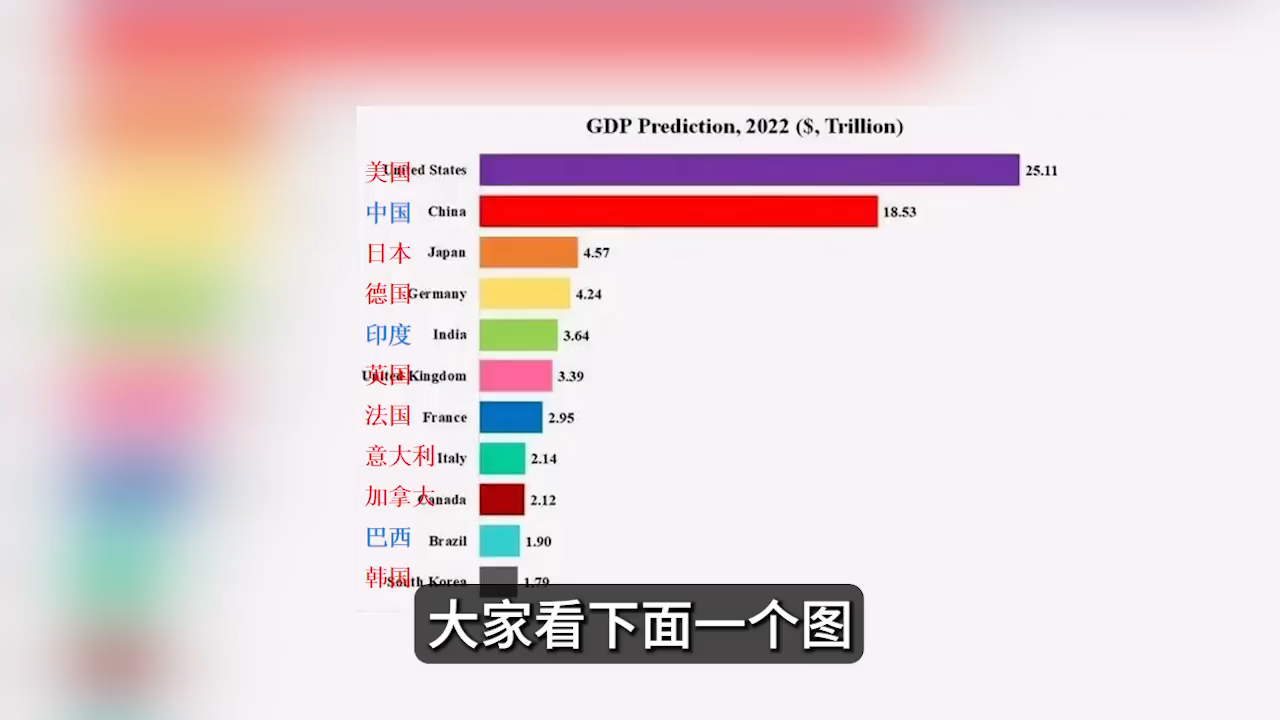 GDP Prediction, 2022 ($, Trillion)
美国 United States 25.11
中国 China 18.53
日本 Japan 4.57
德国 Germany 4.24
印度 India 3.64
英国 United Kingdom 3.39
法国 France 2.95
意大利 Italy 2.14
加拿大 Canada 2.12
巴西 Brazil 1.90
韩国 South Korea 1.79
大家看下面一个图